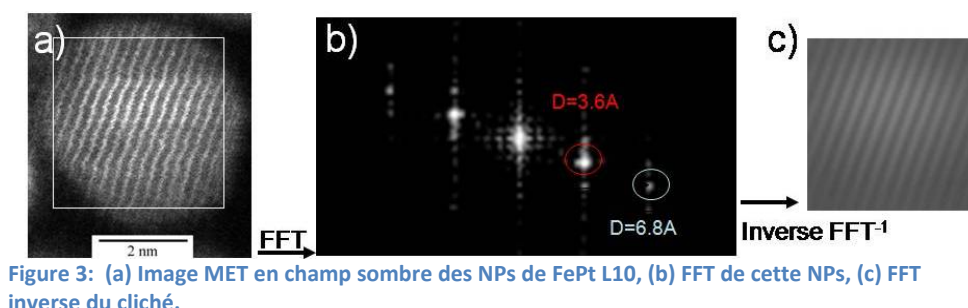 a)
b)
c)
D=3.6A
D=6.8A
2 nm
FFT
Inverse FFT-1
Figure 3: (a) Image MET en champ sombre des NPs de FePt L10, (b) FFT de cette NPs, (c) FFT
inverse du cliché.